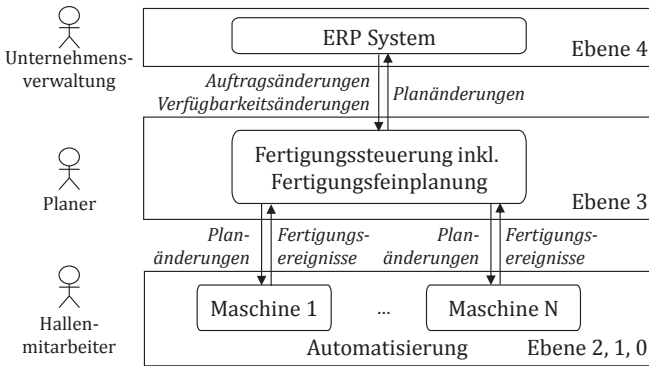 ERP System
Ebene 4
Unternehmens-
verwaltung
Auftragsänderungen
Verfügbarkeitsänderungen
Planänderungen
Fertigungssteuerung inkl.
Fertigungsfeinplanung
Planer
Ebene 3
Plan-
änderungen
Fertigungs-
ereignisse
Plan-
änderungen
Fertigungs-
ereignisse
Maschine 1
...
Maschine N
Hallen-
mitarbeiter
Automatisierung
Ebene 2, 1, 0